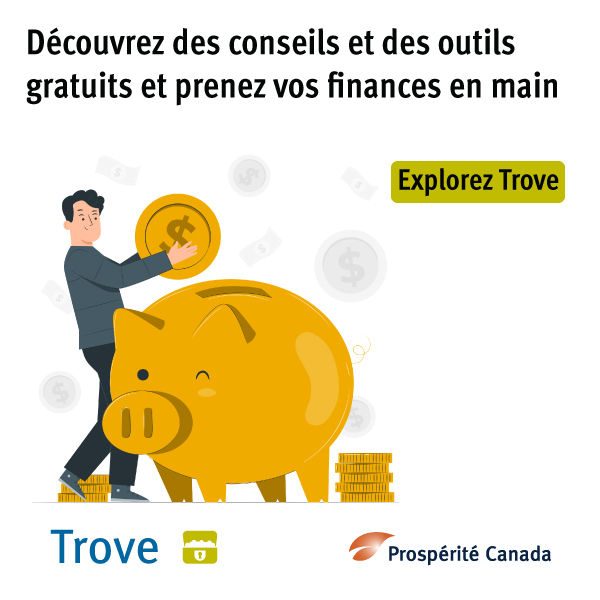 Découvrez des conseils et des outils
gratuits et prenez vos finances en main
Explorez Trove
Trove
Prospérité Canada